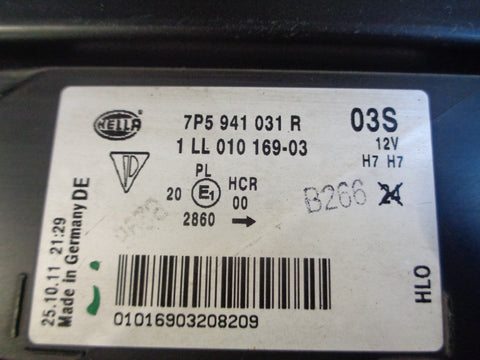 HELLA
7P5 941 031 R
03S
1 LL 010 169-03
12V
H7 H7
PL
20 E1 HCR
00
2860 →
B266
24
25.10.11 21:29
Made in Germany DE
HLO
01016903208209